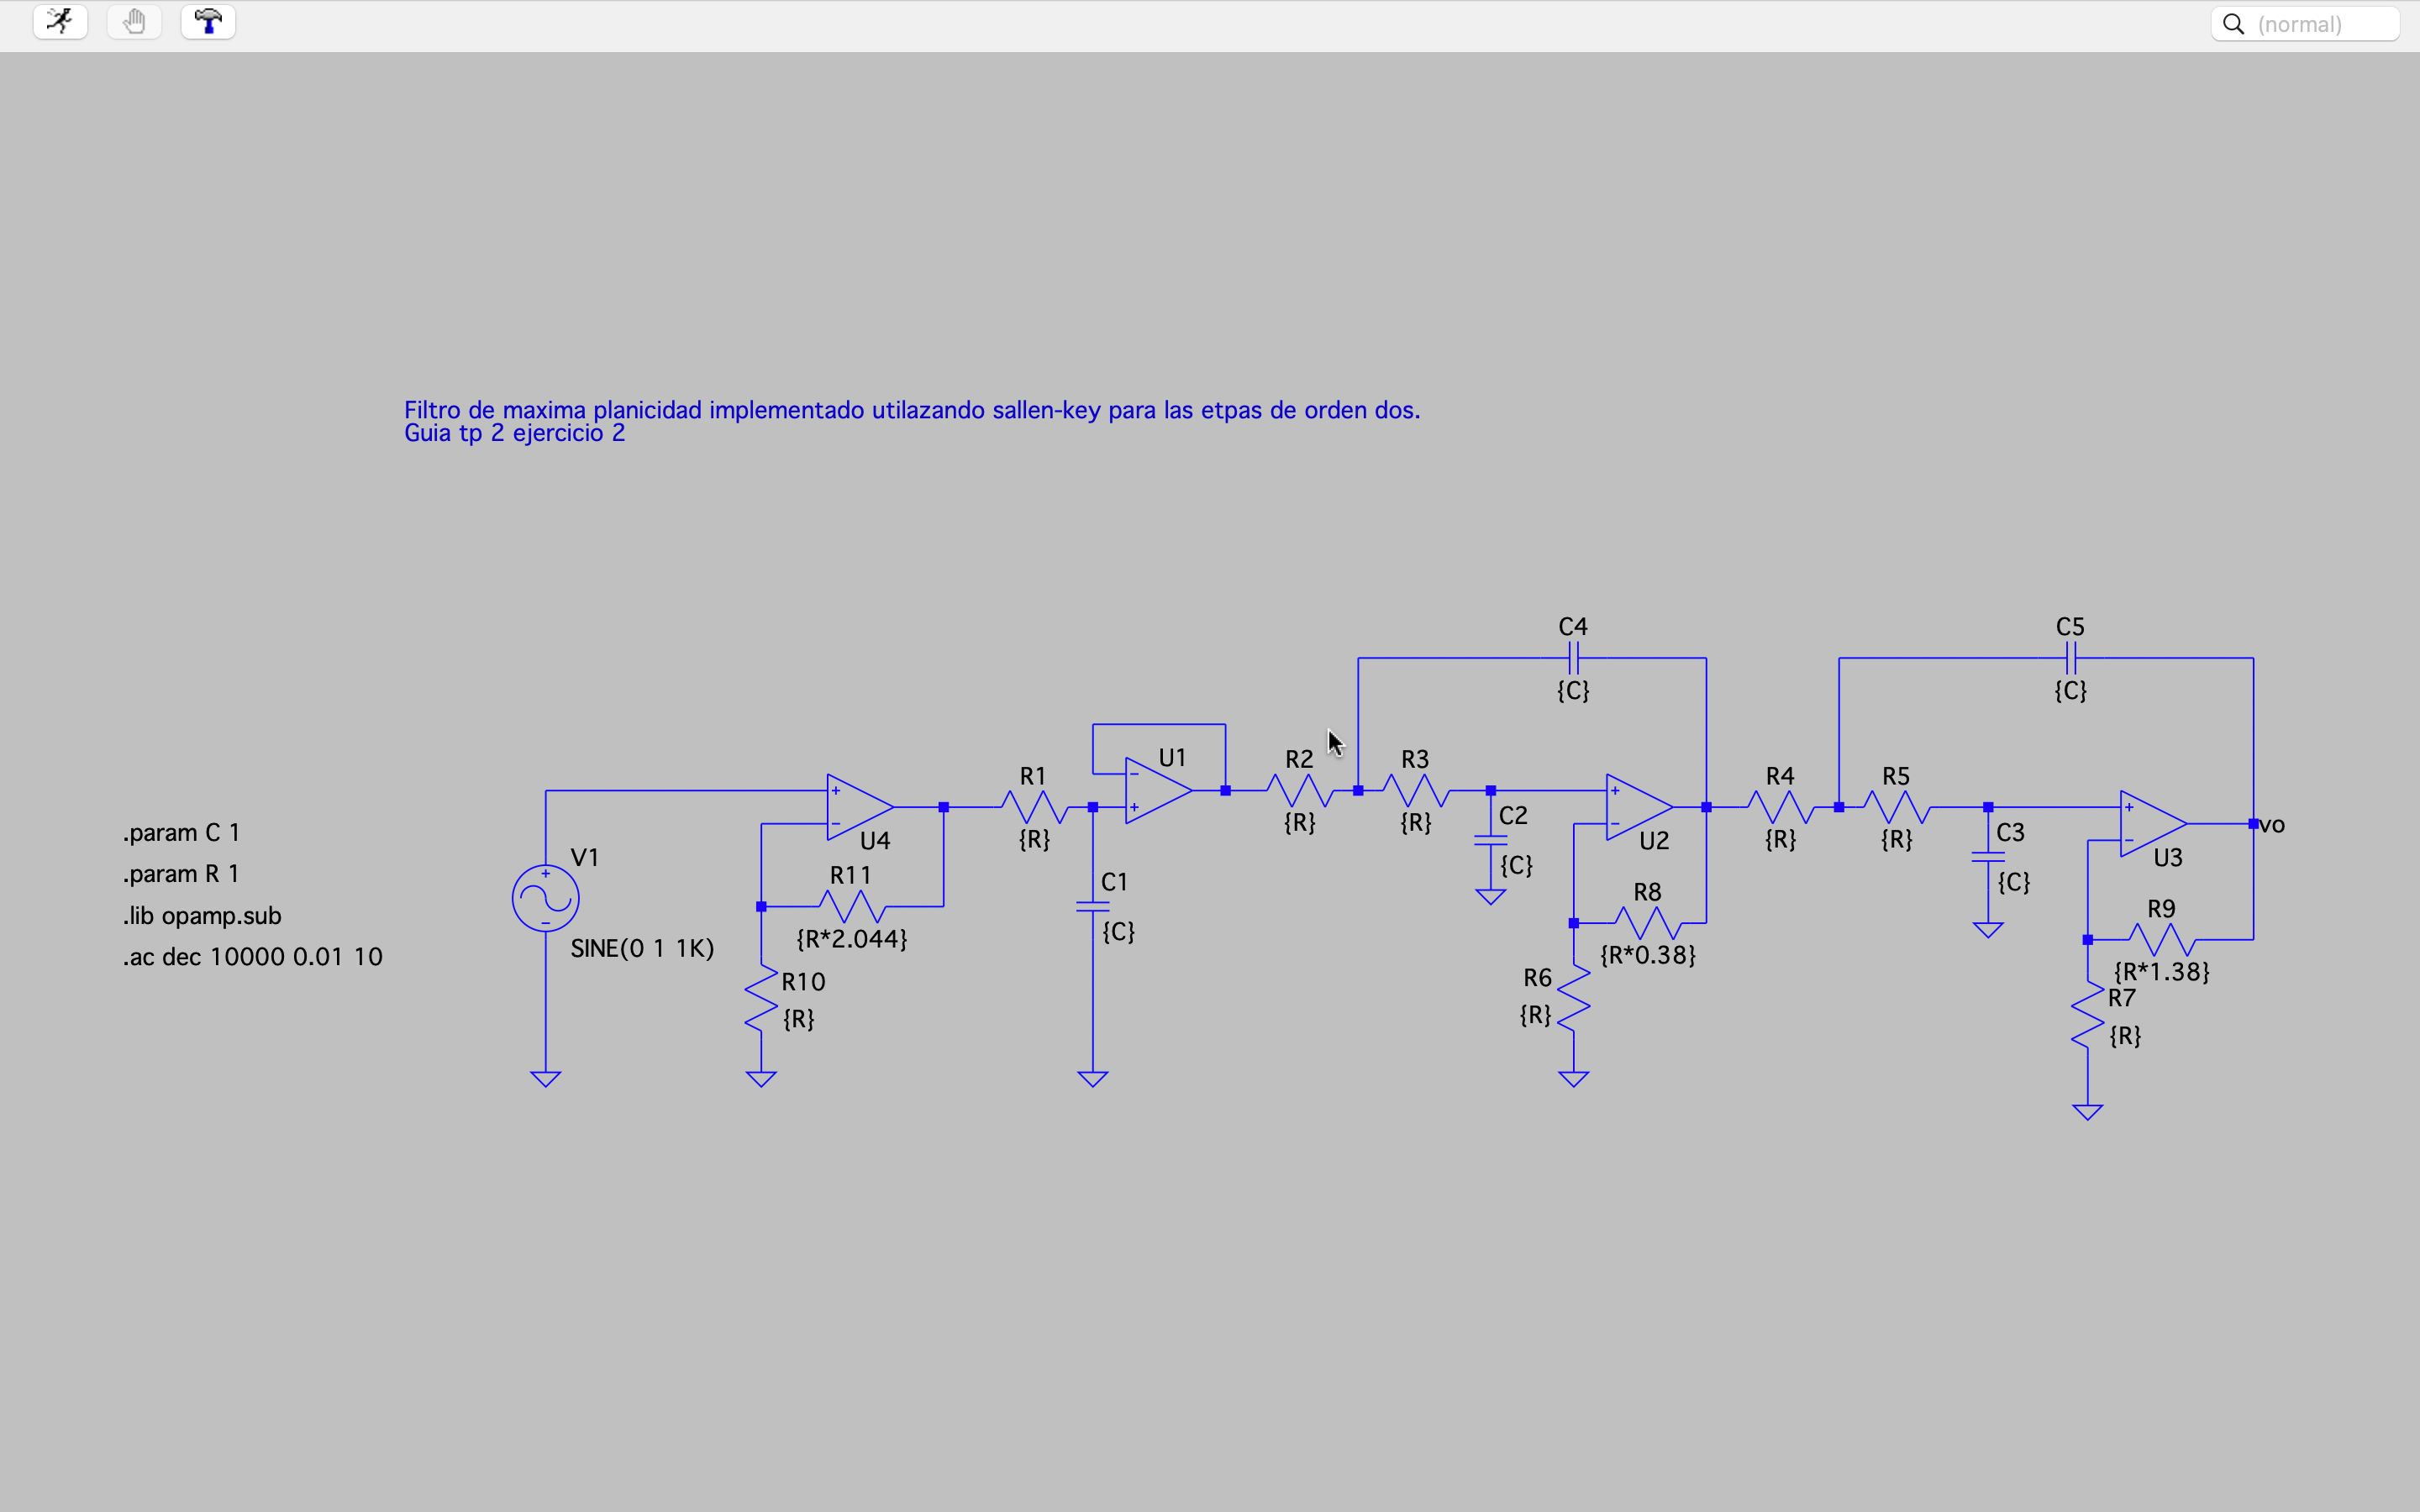 (normal)
Filtro de maxima planicidad implementado utilazando sallen-key para las etpas de orden dos.
Guia tp 2 ejercicio 2
.param C 1
.param R 1
.lib opamp.sub
.ac dec 10000 0.01 10
V1
SINE(0 1 1K)
U4
R11
{R*2.044}
R10
{R}
R1
{R}
C1
{C}
U1
R2
{R}
R3
{R}
C4
{C}
C2
{C}
U2
R8
{R*0.38}
R6
{R}
R4
{R}
R5
{R}
C5
{C}
C3
{C}
U3
vo
R9
{R*1.38}
R7
{R}